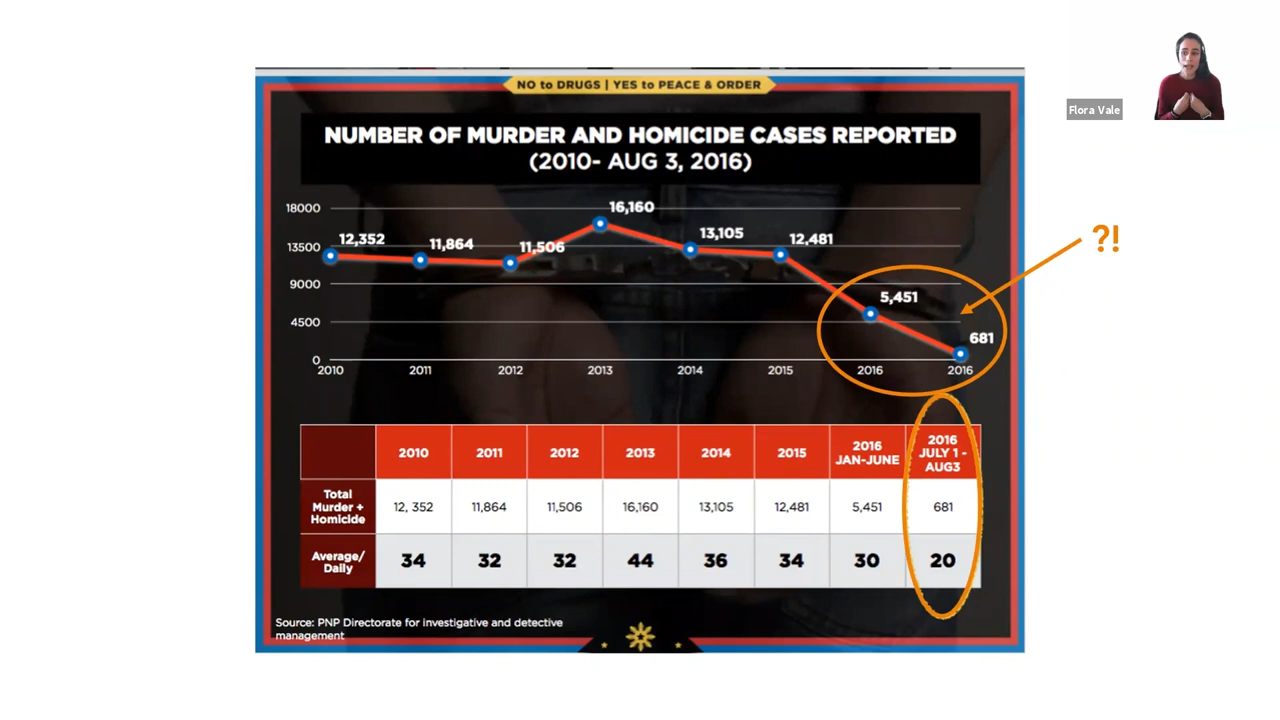 Flora Vale
NO to DRUGS | YES to PEACE & ORDER
NUMBER OF MURDER AND HOMICIDE CASES REPORTED
(2010- AUG 3, 2016)
18000
13500
9000
4500
0
12,352
11,864
11,506
16,160
13,105
12,481
5,451
681
?!
2010 2011 2012 2013 2014 2015 2016 2016
2010 2011 2012 2013 2014 2015 2016 JAN-JUNE 2016 JULY 1 - AUG3
Total Murder + Homicide 12, 352 11,864 11,506 16,160 13,105 12,481 5,451 681
Average/ Daily 34 32 32 44 36 34 30 20
Source: PNP Directorate for investigative and detective
management